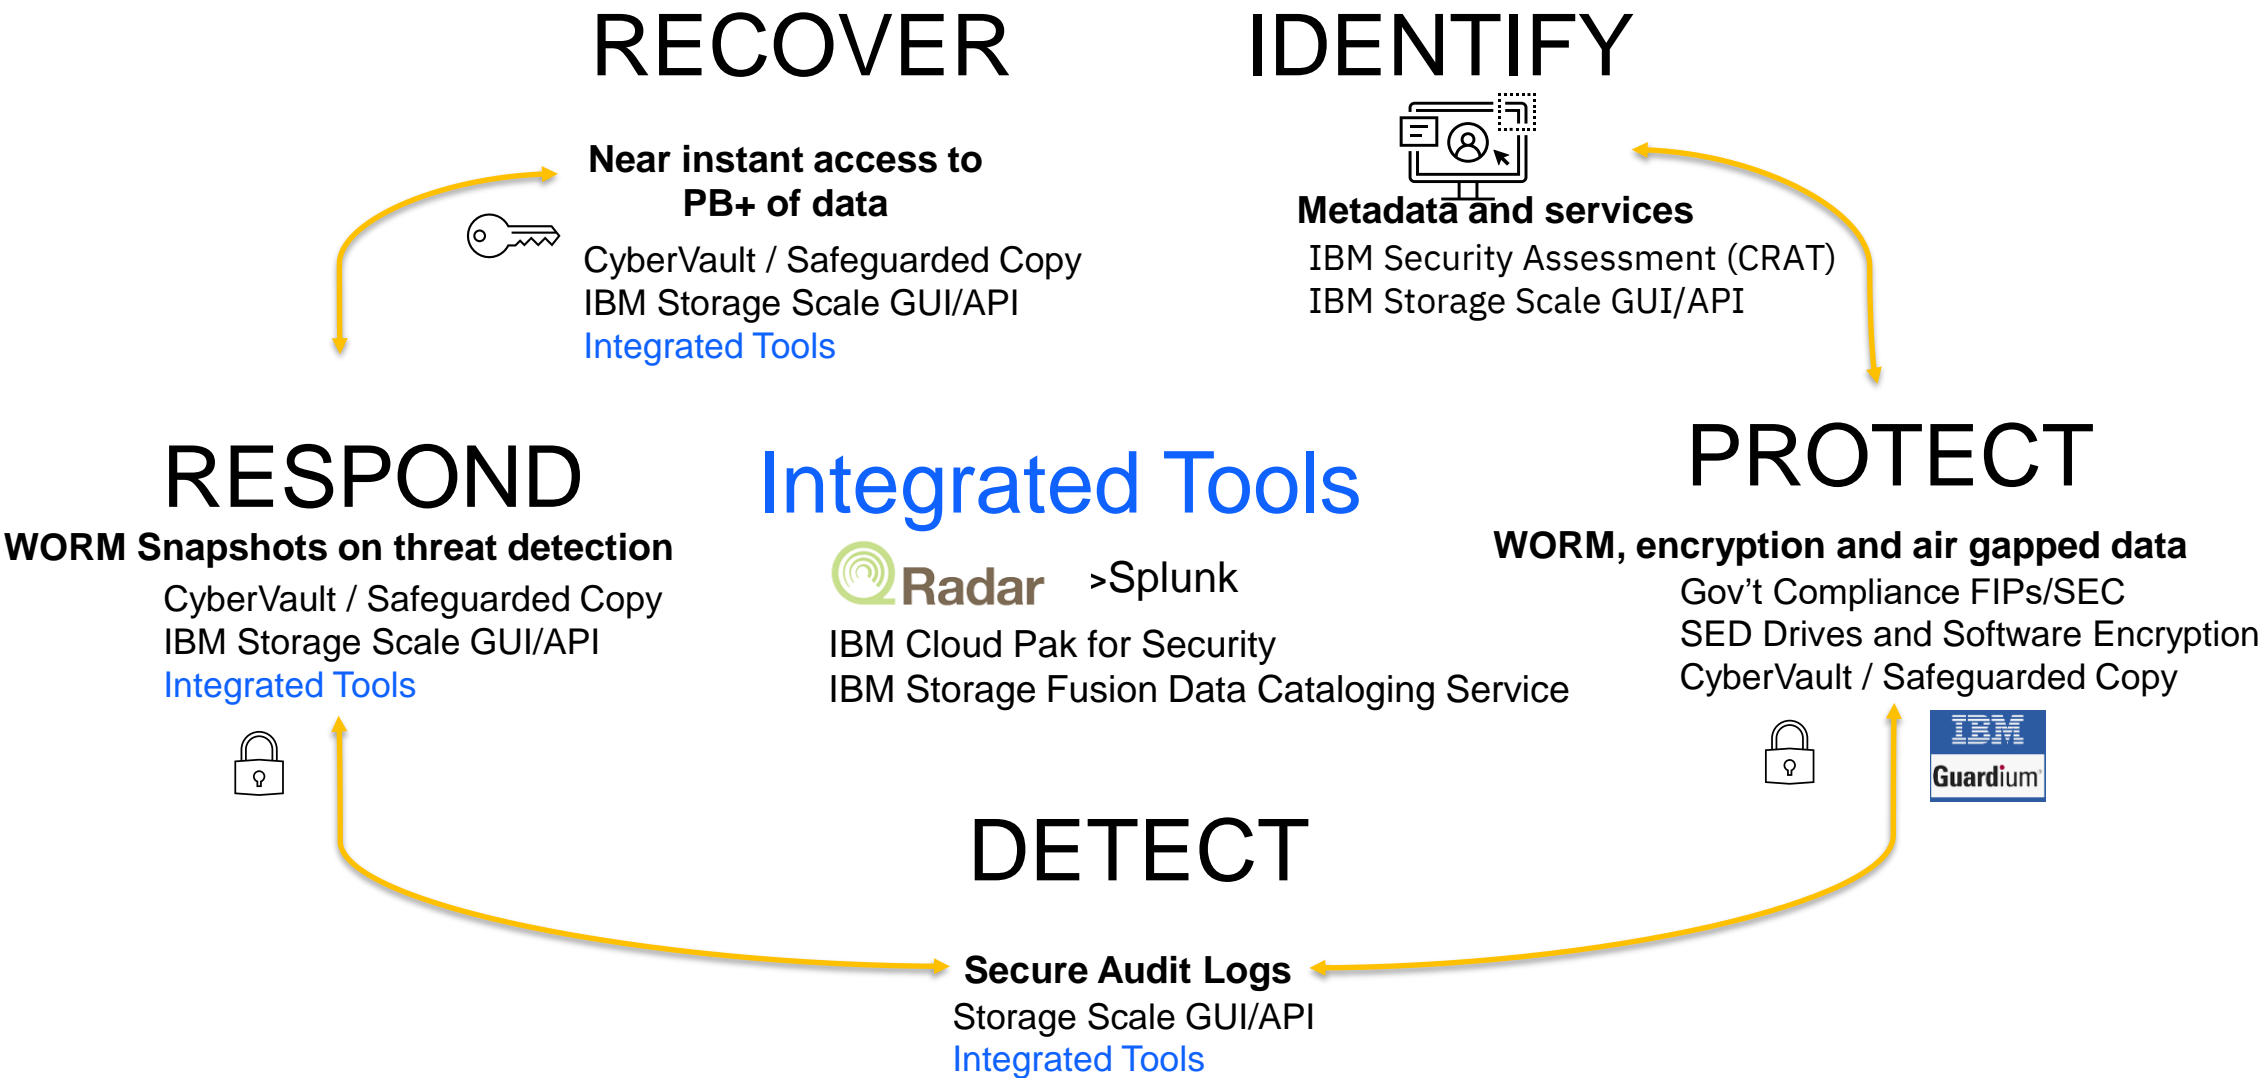 RECOVER
Near instant access to
PB+ of data
CyberVault / Safeguarded Copy
IBM Storage Scale GUI/API
Integrated Tools
IDENTIFY
Metadata and services
IBM Security Assessment (CRAT)
IBM Storage Scale GUI/API
RESPOND
WORM Snapshots on threat detection
CyberVault / Safeguarded Copy
IBM Storage Scale GUI/API
Integrated Tools
Integrated Tools
QRadar >Splunk
IBM Cloud Pak for Security
IBM Storage Fusion Data Cataloging Service
PROTECT
WORM, encryption and air gapped data
Gov’t Compliance FIPs/SEC
SED Drives and Software Encryption
CyberVault / Safeguarded Copy
IBM
Guardium
DETECT
Secure Audit Logs
Storage Scale GUI/API
Integrated Tools